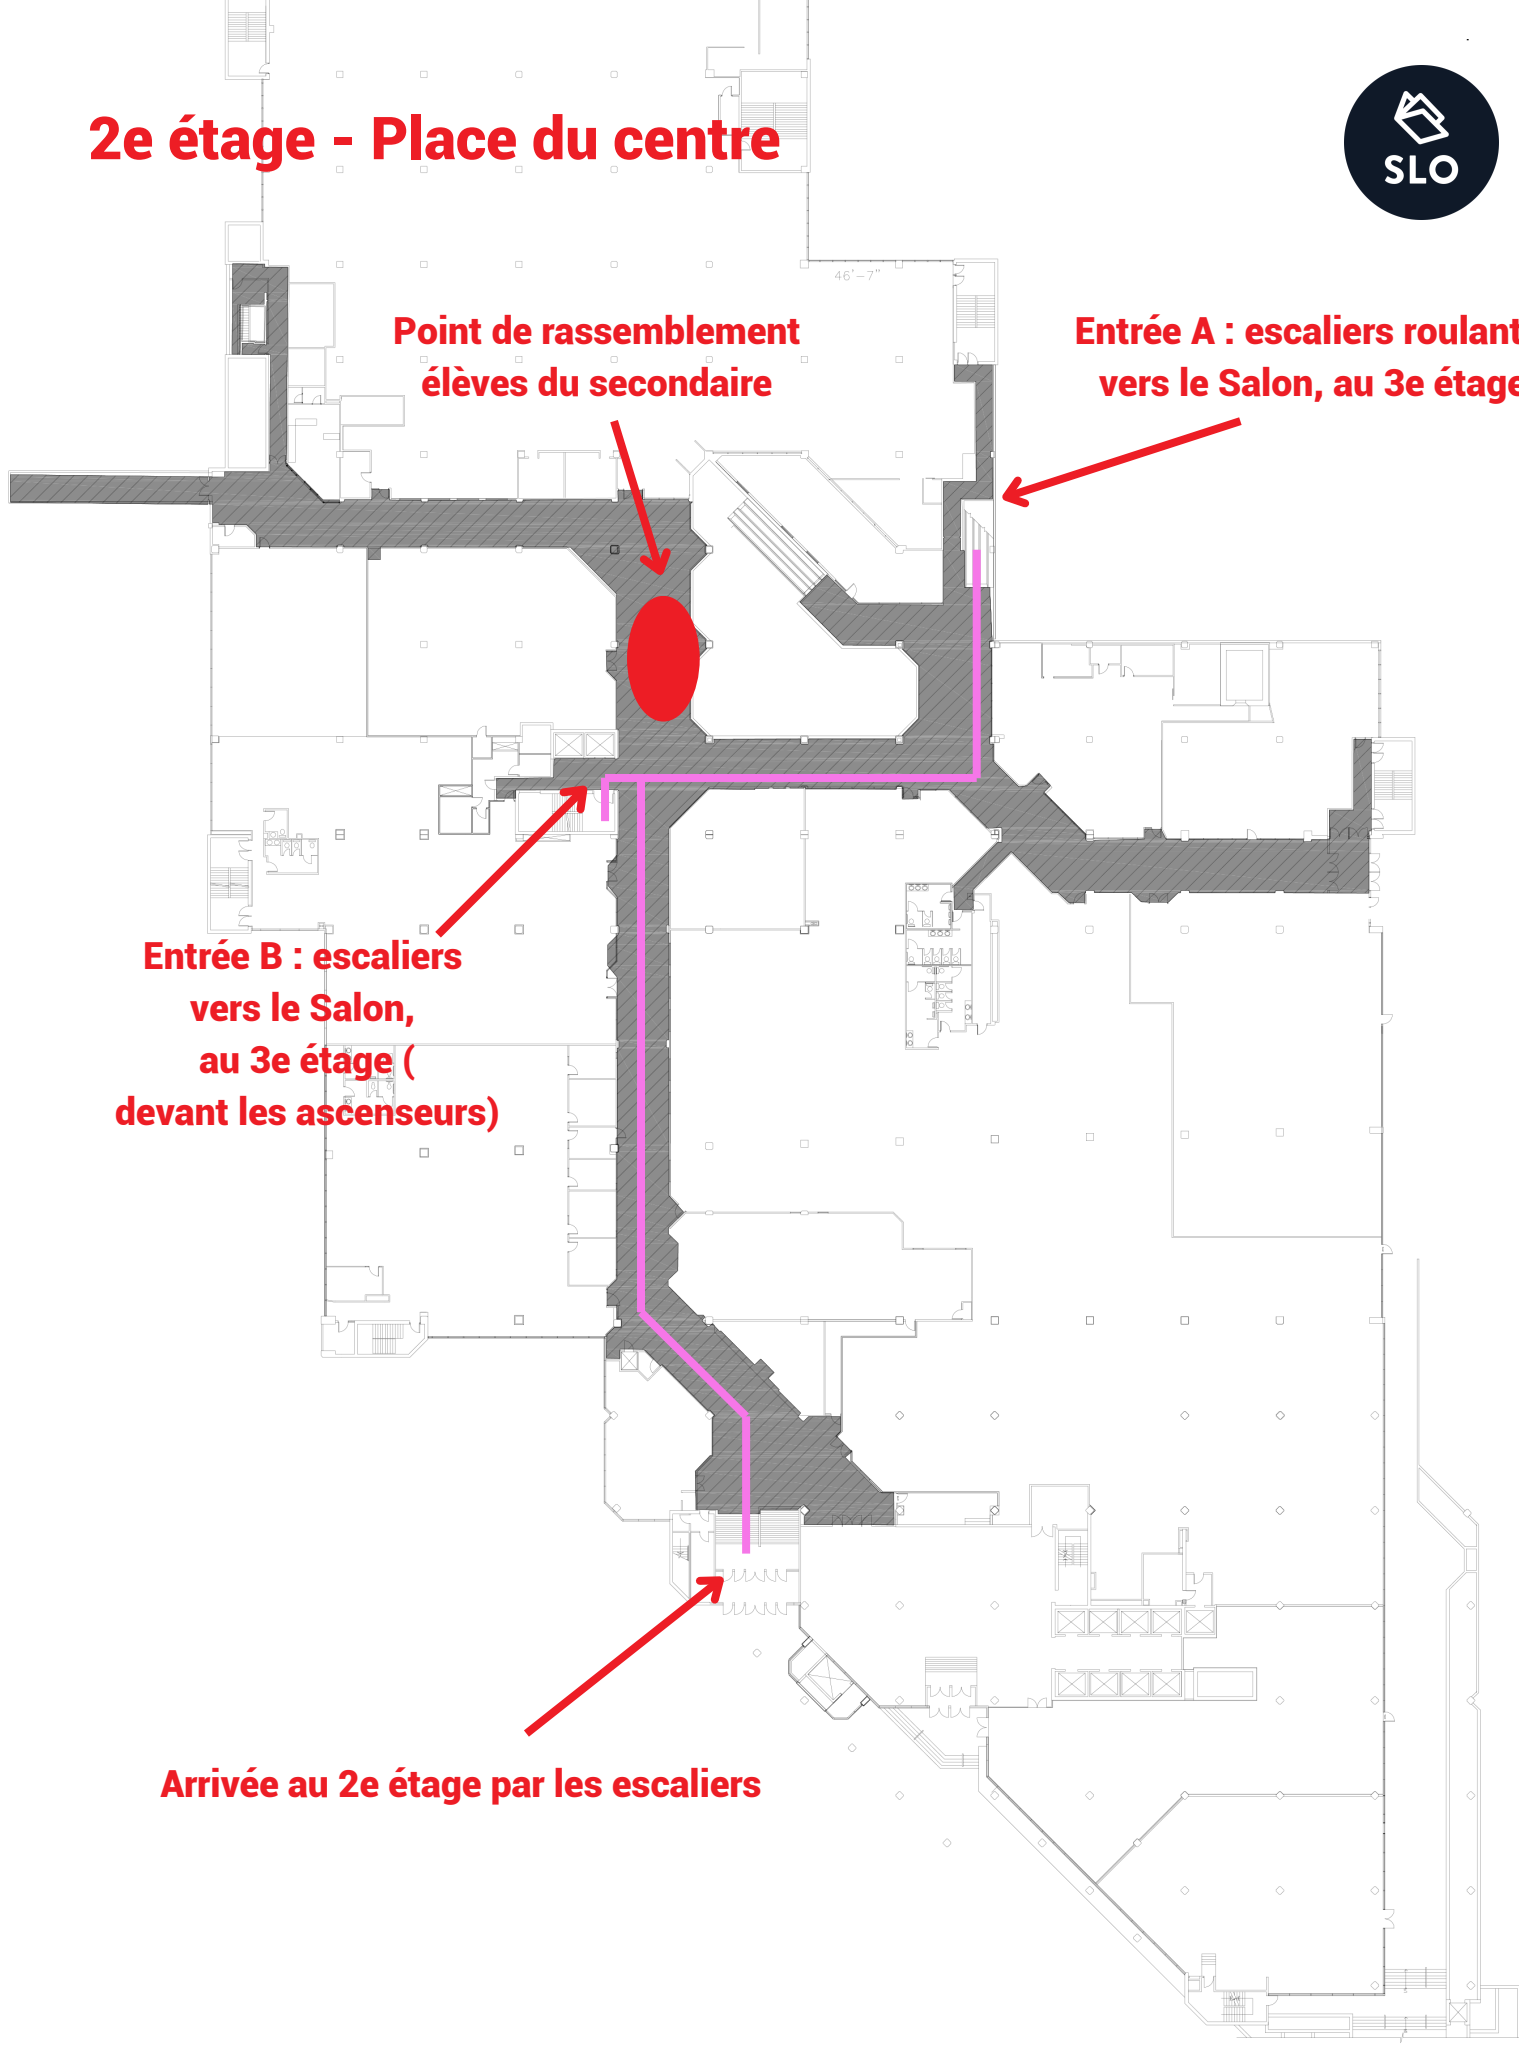 2e étage - Place du centre
SLO
46'-7"
Point de rassemblement
élèves du secondaire
Entrée A : escaliers roulant
vers le Salon, au 3e étage
Entrée B : escaliers
vers le Salon,
au 3e étage (
devant les ascenseurs)
Arrivée au 2e étage par les escaliers